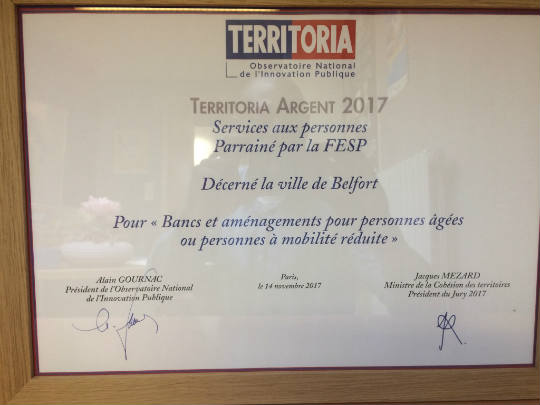 TERRITORIA
Observatoire National
de l'Innovation Publique
TERRITORIA ARGENT 2017
Services aux personnes
Parrainé par la FESP
Décerné la ville de Belfort
Pour « Bancs et aménagements pour personnes âgées
ou personnes à mobilité réduite »
Alain GOURNAC
Président de l'Observatoire National
de l'Innovation Publique
Paris,
le 14 novembre 2017
Jacques MEZARD
Ministre de la Cohésion des territoires
Président du Jury 2017